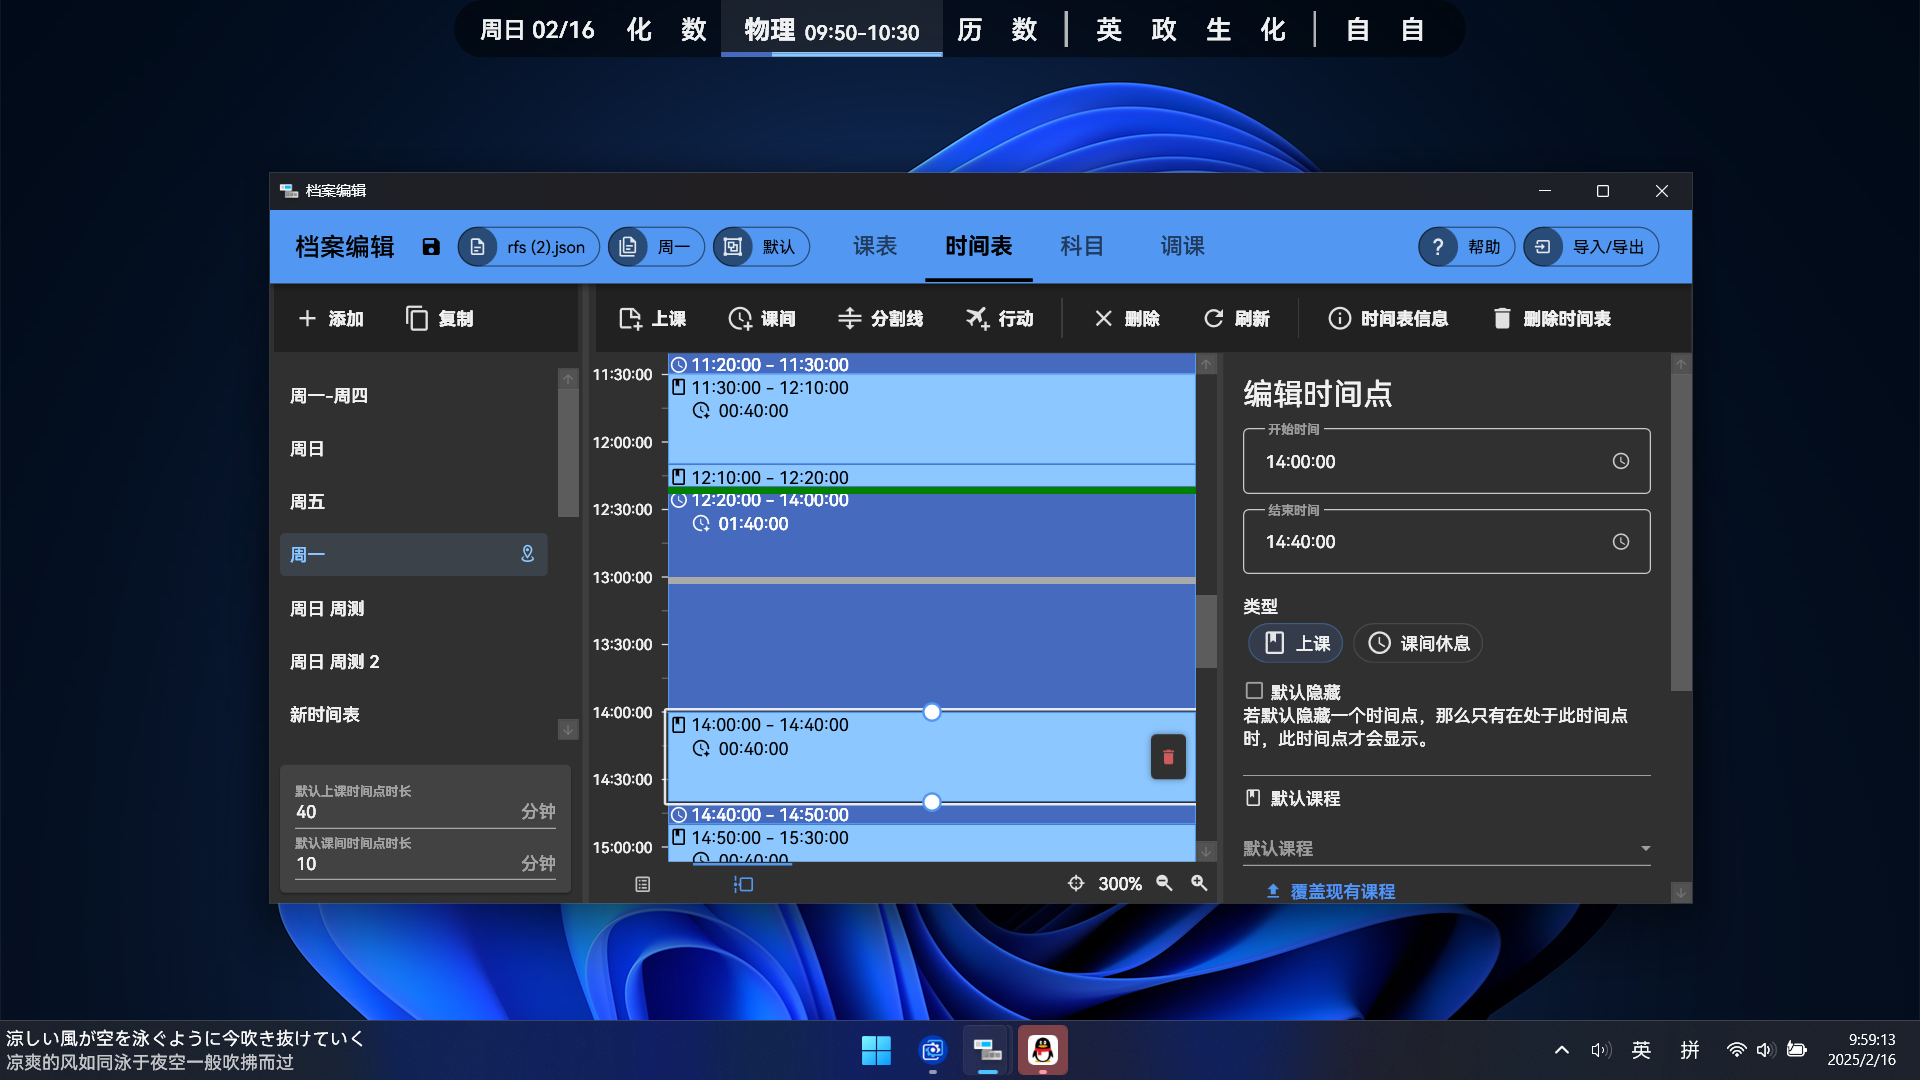 周日 02/16 化 数 物理 09:50-10:30 历 数 | 英 政 生 化 | 自 自
档案编辑
档案编辑 rfs (2).json 周一 默认 课表 时间表 科目 调课 ? 帮助 导入/导出
添加 复制 上课 课间 分割线 行动 删除 刷新 时间表信息 删除时间表
周一-周四
周日
周五
周一
周日 周测
周日 周测 2
新时间表
默认上课时间点时长
40 分钟
默认课间时间点时长
10 分钟
11:30:00
12:00:00
12:30:00
13:00:00
13:30:00
14:00:00
14:30:00
15:00:00
11:20:00 - 11:30:00
11:30:00 - 12:10:00
00:40:00
12:10:00 - 12:20:00
12:20:00 - 14:00:00
01:40:00
14:00:00 - 14:40:00
00:40:00
14:40:00 - 14:50:00
14:50:00 - 15:30:00
00:40:00
300%
编辑时间点
开始时间
14:00:00
结束时间
14:40:00
类型
上课 课间休息
默认隐藏
若默认隐藏一个时间点，那么只有在处于此时间点
时，此时间点才会显示。
默认课程
默认课程
覆盖现有课程
涼しい風が空を泳ぐように今吹き抜けていく
凉爽的风如同泳于夜空一般吹拂而过
英 拼
9:59:13
2025/2/16